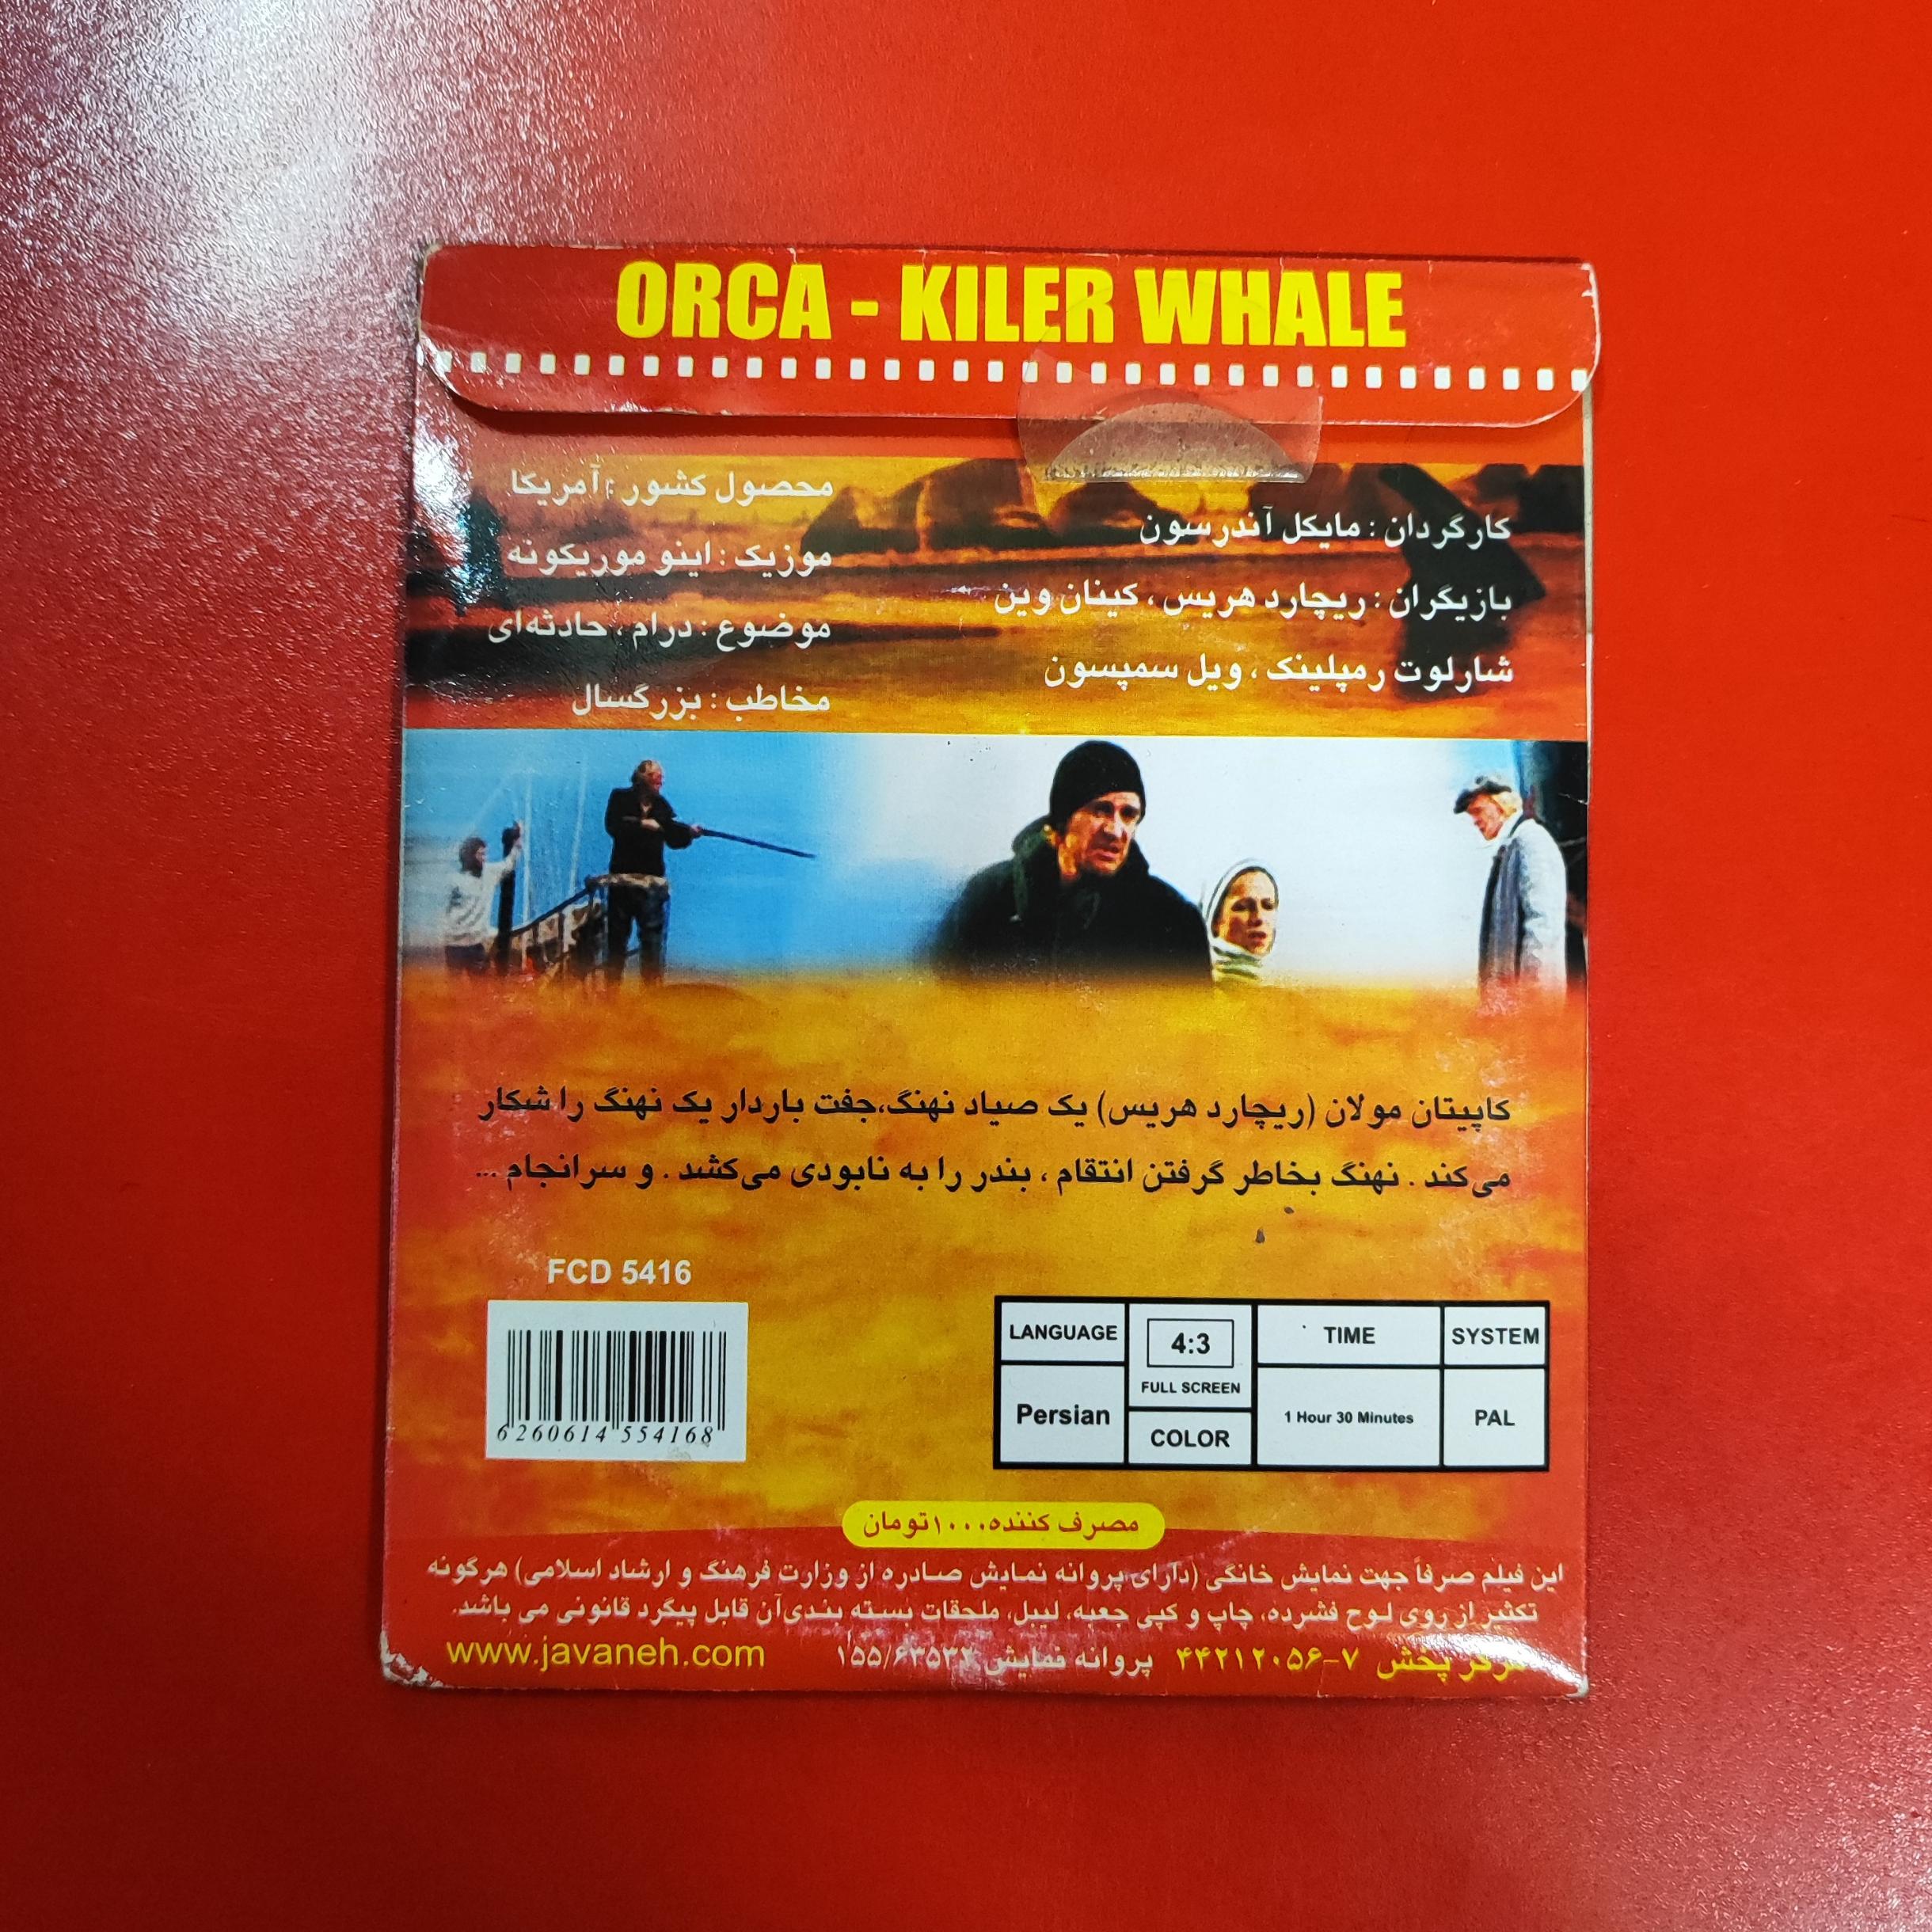 ORCA - KILER WHALE
کارگردان : مایکل آندرسون
بازیگران : ریچارد هریس ، کینان وین
شارلوت رمپلینک ، ویل سمپسون
محصول کشور : آمریکا
موزیک : اینو موریکونه
موضوع : درام ، حادثه‌ای
مخاطب : بزرگسال
کاپیتان مولان (ریچارد هریس) یک صیاد نهنگ،جفت باردار یک نهنگ را شکار
می‌کند . نهنگ بخاطر گرفتن انتقام ، بندر را به نابودی می‌کشد . و سرانجام ...
FCD 5416
6 260614 554168
LANGUAGE
Persian
4:3
FULL SCREEN
COLOR
TIME
1 Hour 30 Minutes
SYSTEM
PAL
مصرف کننده ۱۰۰۰تومان
این فیلم صرفاً جهت نمایش خانگی (دارای پروانه نمایش صادره از وزارت فرهنگ و ارشاد اسلامی) هرگونه
تکثیر از روی لوح فشرده، چاپ و کپی جعبه، لیبل، ملحقات بسته بندی‌آن قابل پیگرد قانونی می باشد.
مرکز پخش ۷-۴۴۲۱۲۰۵۶ پروانه نمایش ۱۵۵/۶۳۵۳۲ www.javaneh.com